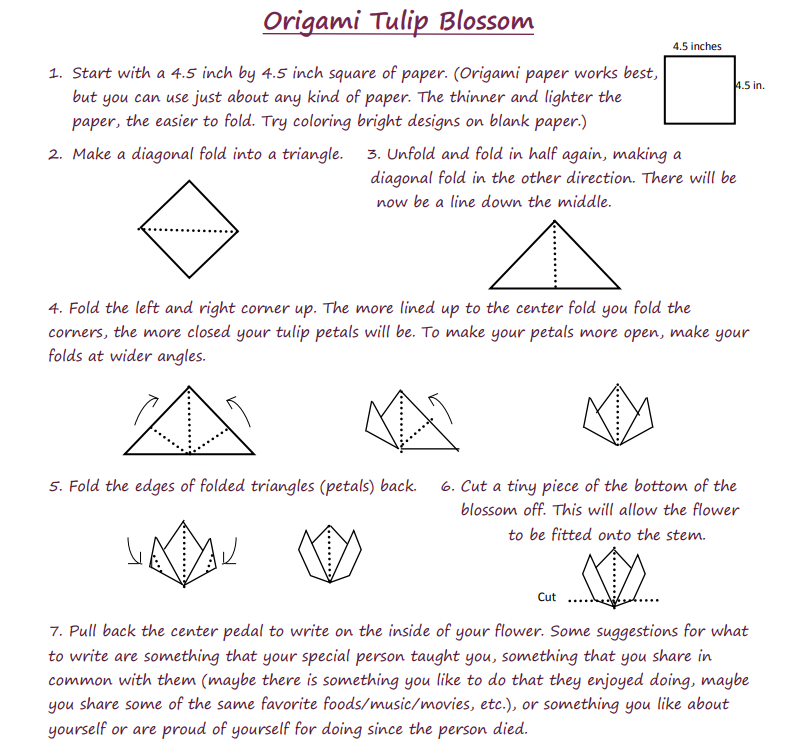 Origami Tulip Blossom
4.5 inches
1. Start with a 4.5 inch by 4.5 inch square of paper. (Origami paper works best,
4.5 in.
but you can use just about any kind of paper. The thinner and lighter the
paper, the easier to fold. Try coloring bright designs on blank paper.)
2. Make a diagonal fold into a triangle.
3. Unfold and fold in half again, making a
diagonal fold in the other direction. There will be
now be a line down the middle.
4. Fold the left and right corner up. The more lined up to the center fold you fold the
corners, the more closed your tulip petals will be. To make your petals more open, make your
folds at wider angles.
5. Fold the edges of folded triangles (petals) back.
6. Cut a tiny piece of the bottom of the
blossom off. This will allow the flower
to be fitted onto the stem.
Cut
7. Pull back the center pedal to write on the inside of your flower. Some suggestions for what
to write are something that your special person taught you, something that you share in
common with them (maybe there is something you like to do that they enjoyed doing, maybe
you share some of the same favorite foods/music/movies, etc.), or something you like about
yourself or are proud of yourself for doing since the person died.